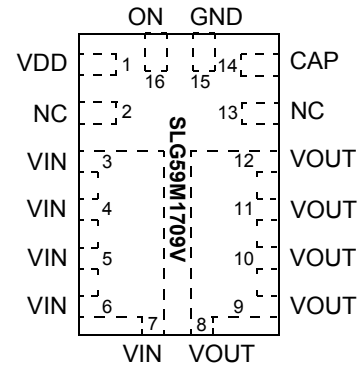 ON GND
VDD 1 16 15 14 CAP
NC 2 13 NC
SLG59M1709V
VIN 3 12 VOUT
VIN 4 11 VOUT
VIN 5 10 VOUT
VIN 6 7 8 9 VOUT
VIN VOUT